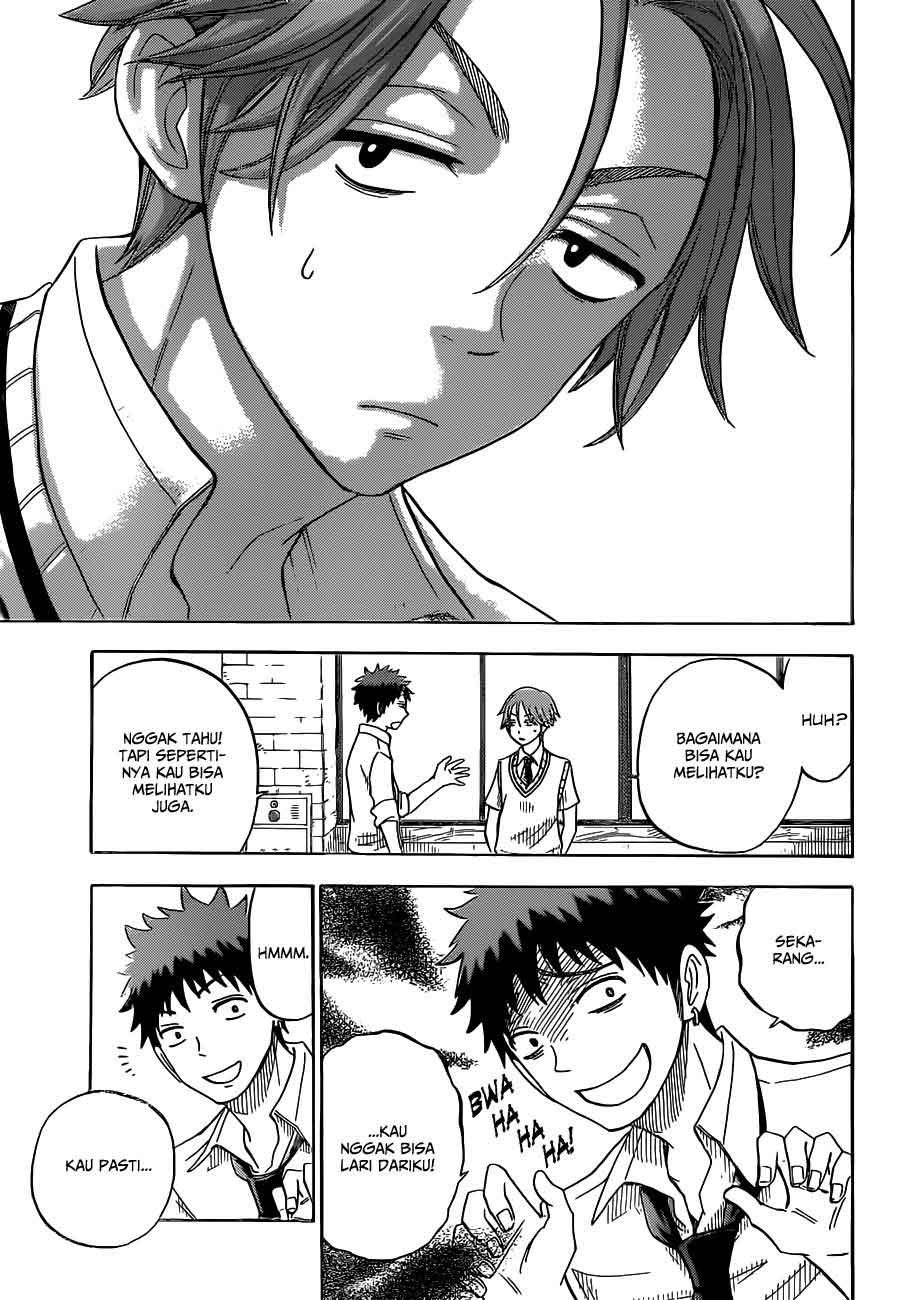 HUH?
BAGAIMANA
BISA KAU
MELIHATKU?
NGGAK TAHU!
TAPI SEPERTI-
NYA KAU BISA
MELIHATKU
JUGA.
SEKA-
RANG...
BWA
HA
HA
HA!
...KAU
NGGAK BISA
LARI DARIKU!
HMMM.
KAU PASTI...